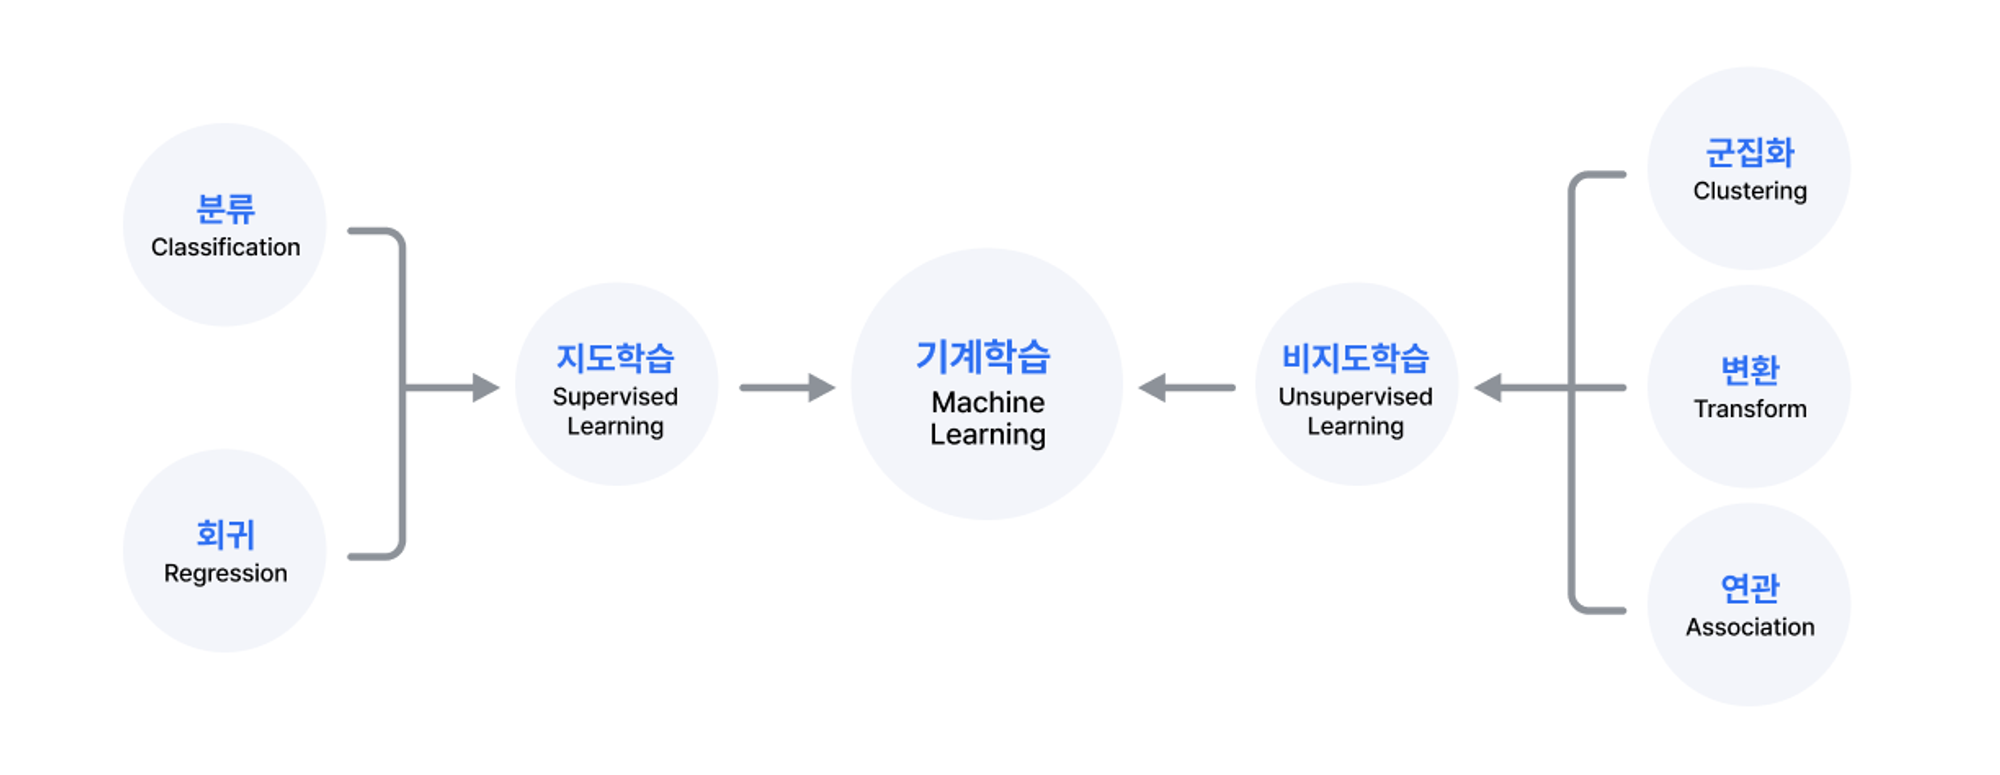 분류
Classification
회귀
Regression
지도학습
Supervised
Learning
기계학습
Machine
Learning
비지도학습
Unsupervised
Learning
군집화
Clustering
변환
Transform
연관
Association